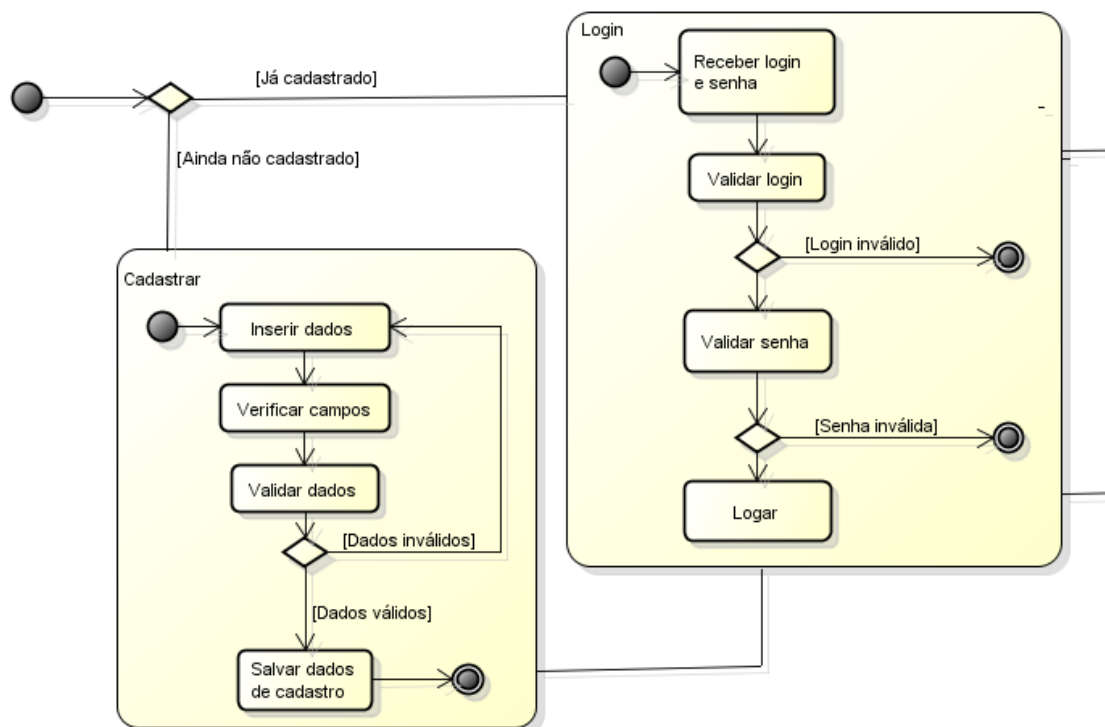 [Já cadastrado]
[Ainda não cadastrado]
Login
Receber login
e senha
Validar login
[Login inválido]
Validar senha
[Senha inválida]
Logar
Cadastrar
Inserir dados
Verificar campos
Validar dados
[Dados inválidos]
[Dados válidos]
Salvar dados
de cadastro